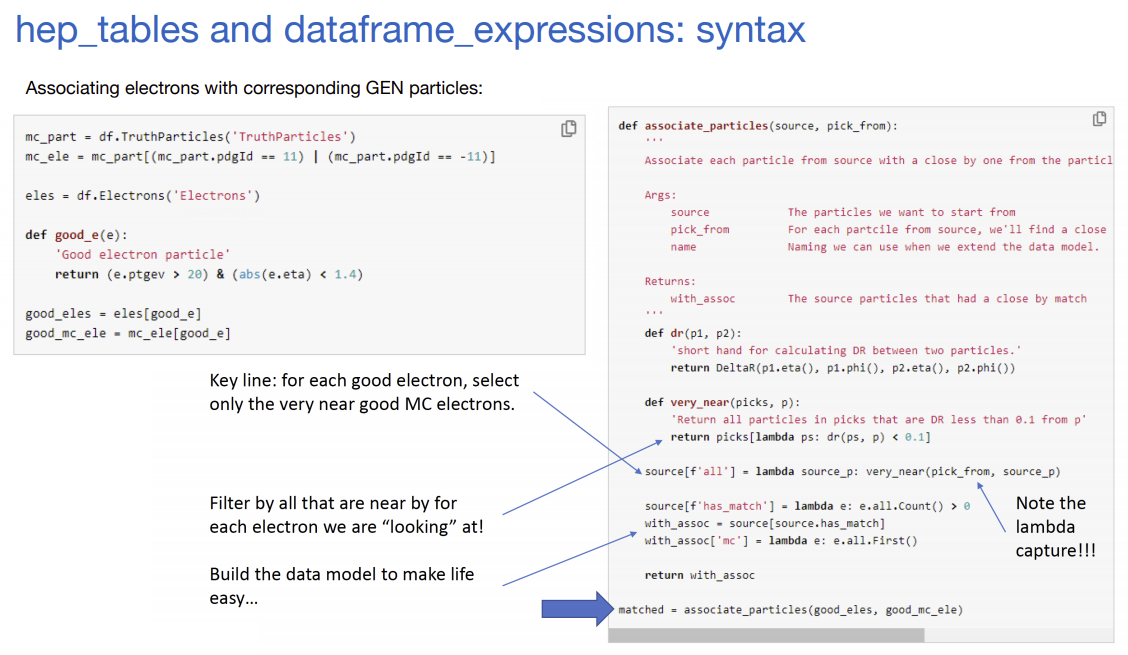 hep_tables and dataframe_expressions: syntax
Associating electrons with corresponding GEN particles:
mc_part = df.TruthParticles('TruthParticles')
mc_ele = mc_part[(mc_part.pdgId == 11) | (mc_part.pdgId == -11)]
eles = df.Electrons('Electrons')
def good_e(e):
'Good electron particle'
return (e.ptgev > 20) & (abs(e.eta) < 1.4)
good_eles = eles[good_e]
good_mc_ele = mc_ele[good_e]
Key line: for each good electron, select
only the very near good MC electrons.
Filter by all that are near by for
each electron we are “looking” at!
Build the data model to make life
easy…
def associate_particles(source, pick_from):
'''
Associate each particle from source with a close by one from the particl
Args:
source The particles we want to start from
pick_from For each partcile from source, we'll find a close
name Naming we can use when we extend the data model.
Returns:
with_assoc The source particles that had a close by match
'''
def dr(p1, p2):
'short hand for calculating DR between two particles.'
return DeltaR(p1.eta(), p1.phi(), p2.eta(), p2.phi())
def very_near(picks, p):
'Return all particles in picks that are DR less than 0.1 from p'
return picks[lambda ps: dr(ps, p) < 0.1]
source[f'all'] = lambda source_p: very_near(pick_from, source_p)
source[f'has_match'] = lambda e: e.all.Count() > 0
with_assoc = source[source.has_match]
with_assoc['mc'] = lambda e: e.all.First()
return with_assoc
matched = associate_particles(good_eles, good_mc_ele)
Note the
lambda
capture!!!